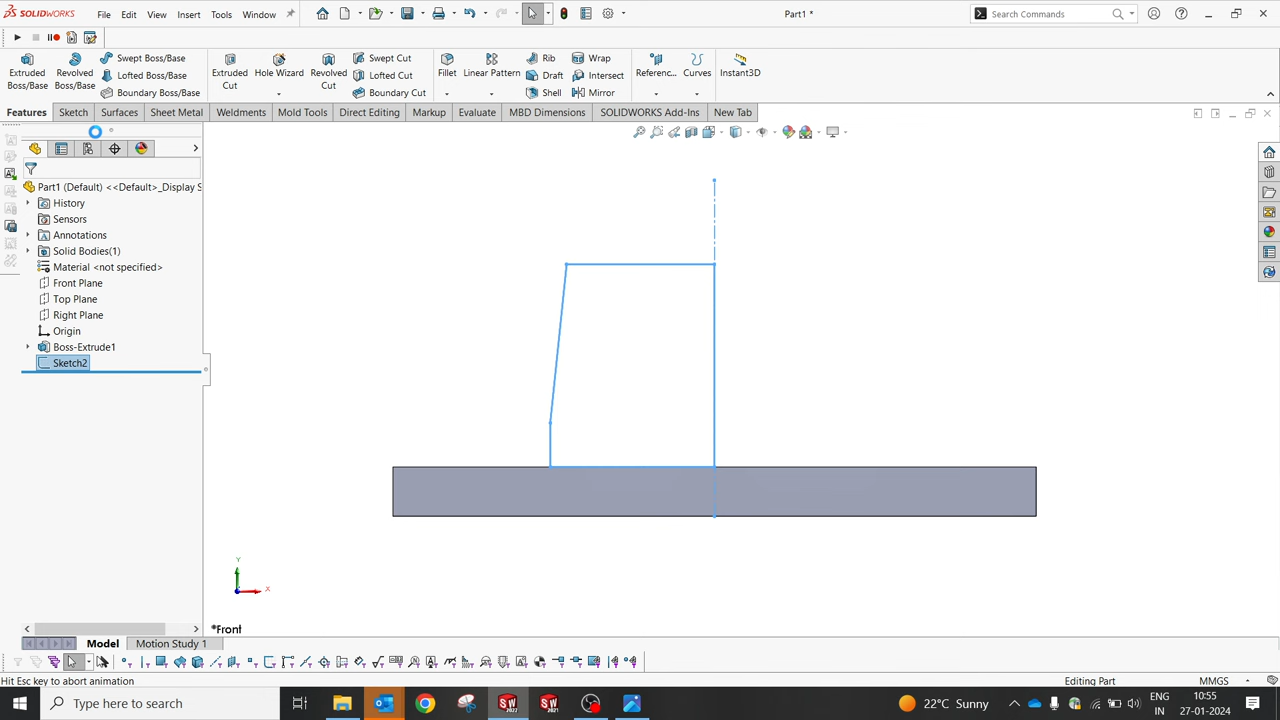 SOLIDWORKS File Edit View Insert Tools Window Part1 * Search Commands
Extruded Boss/Base
Revolved Boss/Base
Swept Boss/Base
Lofted Boss/Base
Boundary Boss/Base
Extruded Cut
Hole Wizard
Revolved Cut
Swept Cut
Lofted Cut
Boundary Cut
Fillet
Linear Pattern
Rib
Draft
Shell
Wrap
Intersect
Mirror
Referenc...
Curves
Instant3D
Features Sketch Surfaces Sheet Metal Weldments Mold Tools Direct Editing Markup Evaluate MBD Dimensions SOLIDWORKS Add-Ins New Tab
Part1 (Default) <<Default>_Display S
History
Sensors
Annotations
Solid Bodies(1)
Material <not specified>
Front Plane
Top Plane
Right Plane
Origin
Boss-Extrude1
Sketch2
Y
X
*Front
Model Motion Study 1
Hit Esc key to abort animation Editing Part MMGS
Type here to search 22°C Sunny ENG 10:55
IN 27-01-2024